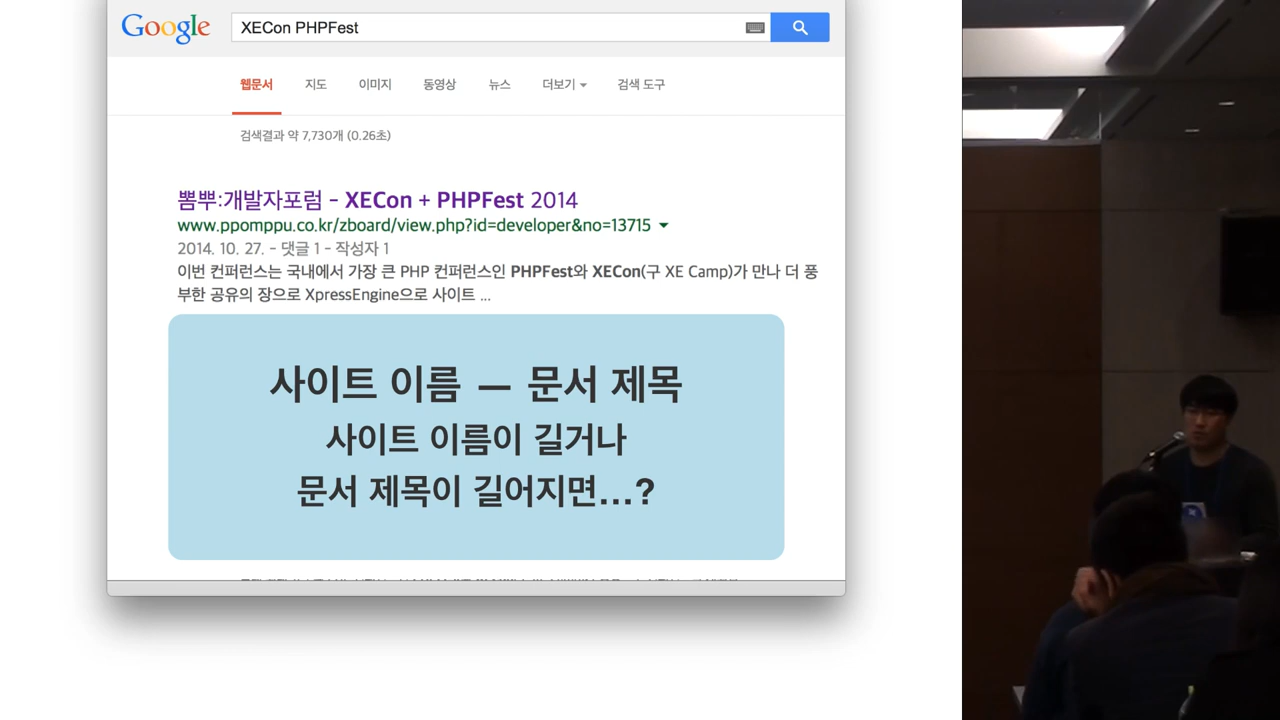 Google
XECon PHPFest
웹문서 지도 이미지 동영상 뉴스 더보기 검색 도구
검색결과 약 7,730개 (0.26초)
뽐뿌:개발자포럼 - XECon + PHPFest 2014
www.ppomppu.co.kr/zboard/view.php?id=developer&no=13715
2014. 10. 27. - 댓글 1 - 작성자 1
이번 컨퍼런스는 국내에서 가장 큰 PHP 컨퍼런스인 PHPFest와 XECon(구 XE Camp)가 만나 더 풍
부한 공유의 장으로 XpressEngine으로 사이트 ...
사이트 이름 — 문서 제목
사이트 이름이 길거나
문서 제목이 길어지면...?